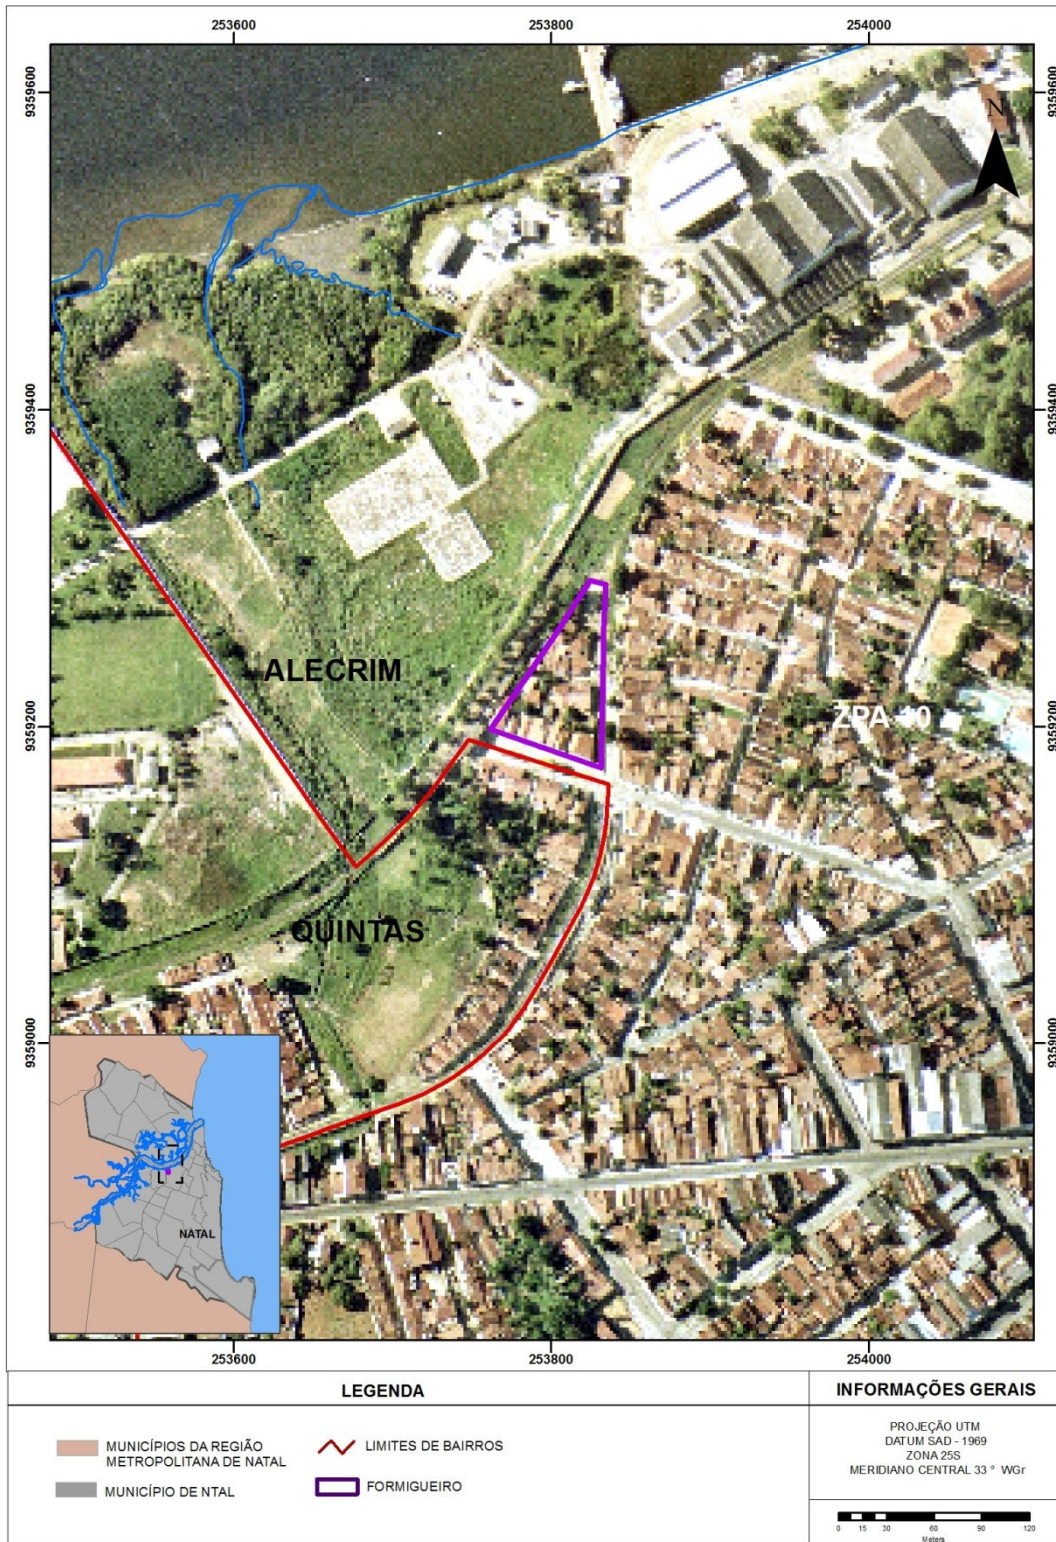 253600 253800 254000
9359600 9359600
N
9359400 9359400
ALECRIM
9359200 9359200
ZPA 10
QUINTAS
9359000 9359000
NATAL
253600 253800 254000
LEGENDA
MUNICÍPIOS DA REGIÃO
METROPOLITANA DE NATAL
MUNICÍPIO DE NTAL
LIMITES DE BAIRROS
FORMIGUEIRO
INFORMAÇÕES GERAIS
PROJEÇÃO UTM
DATUM SAD - 1969
ZONA 25S
MERIDIANO CENTRAL 33 ° WGr
0 15 30 60 90 120
Meters